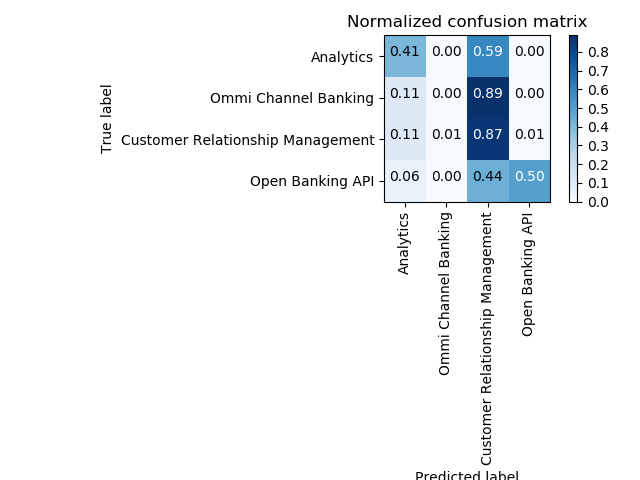 Normalized confusion matrix
True label
Analytics 0.41 0.00 0.59 0.00
Ommi Channel Banking 0.11 0.00 0.89 0.00
Customer Relationship Management 0.11 0.01 0.87 0.01
Open Banking API 0.06 0.00 0.44 0.50
Analytics
Ommi Channel Banking
Customer Relationship Management
Open Banking API
Predicted label
0.8
0.7
0.6
0.5
0.4
0.3
0.2
0.1
0.0